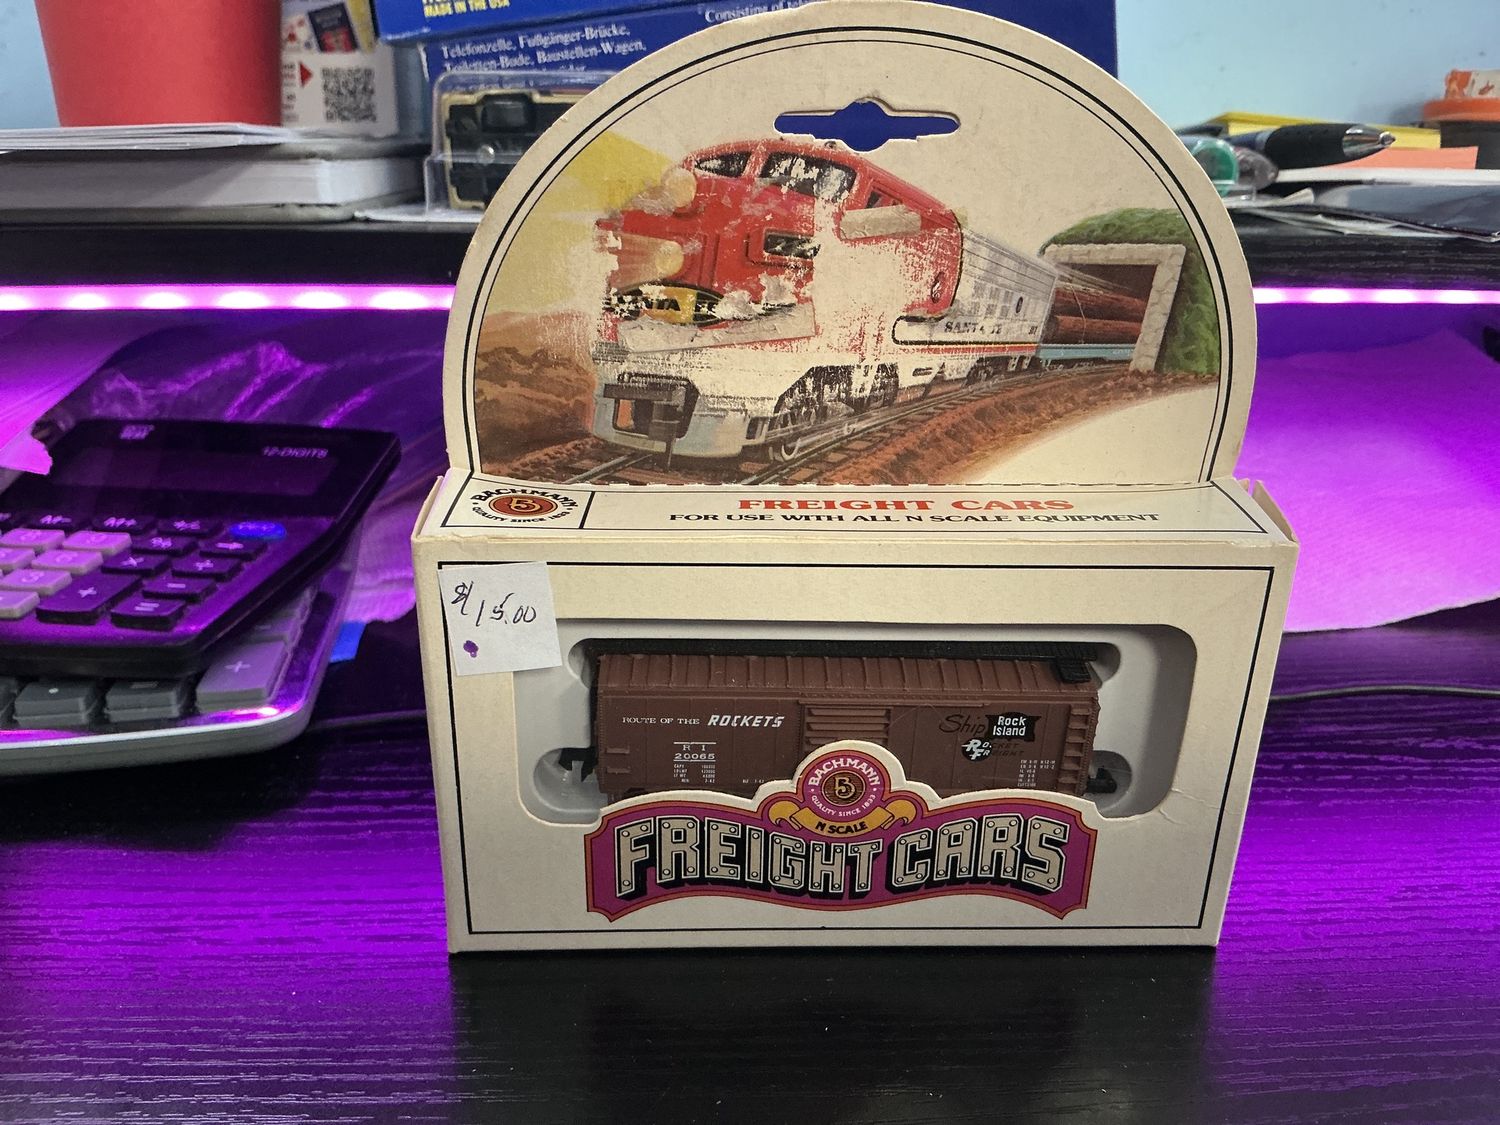 MADE IN THE USA
Consisting of
Telefonzelle, Fußgänger-Brücke,
Toiletten-Bude, Baustellen-Wagen,
12-DIGITS
M-
M+
SANTA FE
SANTA FE
BACHMANN
B
QUALITY SINCE 1833
FREIGHT CARS
FOR USE WITH ALL N SCALE EQUIPMENT
$/15.00
ROUTE OF THE ROCKETS
R I
20065
Ship
Rock
Island
ROCKET
FREIGHT
BACHMANN
B
QUALITY SINCE 1833
N SCALE
FREIGHT CARS